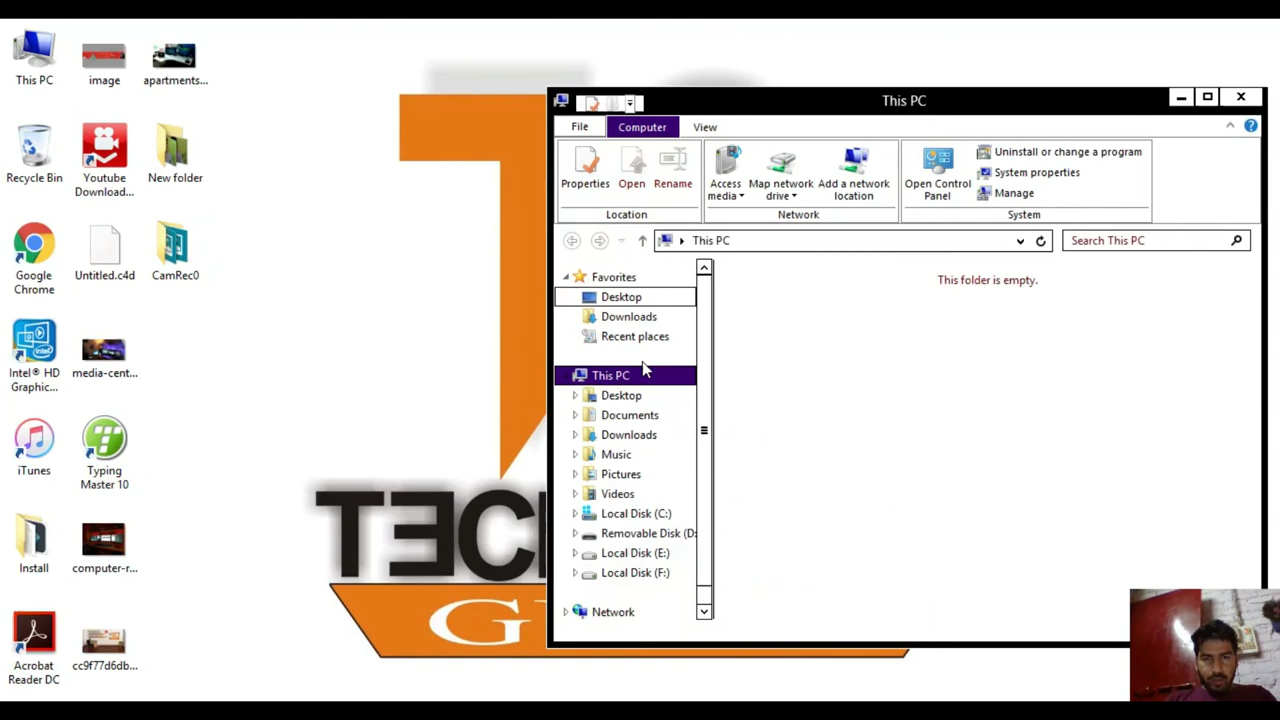 This PC
image
apartments...
Recycle Bin
Youtube
Download...
New folder
Google
Chrome
Untitled.c4d
CamRec0
Intel® HD
Graphic...
media-cent...
iTunes
Typing
Master 10
Install
computer-r...
Acrobat
Reader DC
cc9f77d6db...
TEC
G
This PC
File
Computer
View
Properties
Open
Rename
Location
Access
media
Map network
drive
Add a network
location
Network
Open Control
Panel
Uninstall or change a program
System properties
Manage
System
This PC
Search This PC
Favorites
Desktop
Downloads
Recent places
This PC
Desktop
Documents
Downloads
Music
Pictures
Videos
Local Disk (C:)
Removable Disk (D:
Local Disk (E:)
Local Disk (F:)
Network
This folder is empty.